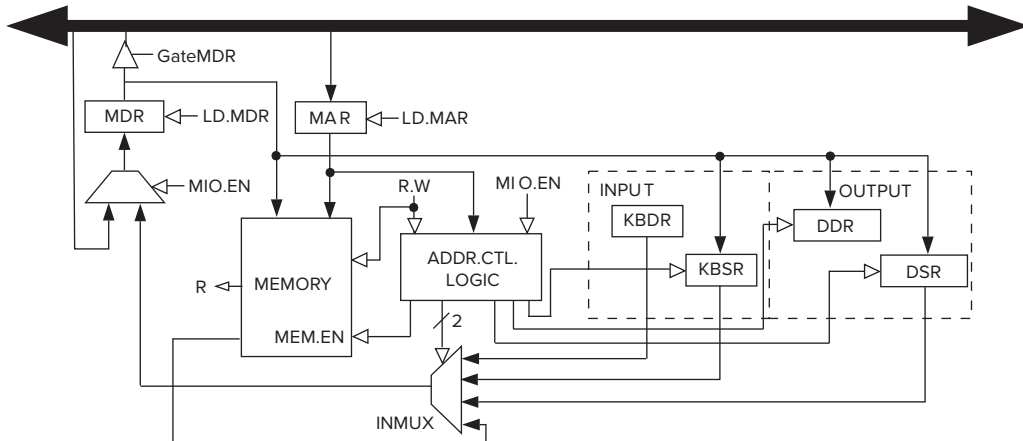 GateMDR
MDR
LD.MDR
MAR
LD.MAR
MIO.EN
R.W
MIO.EN
INPUT
OUTPUT
KBDR
DDR
ADDR.CTL.
LOGIC
KBSR
DSR
R
MEMORY
2
MEM.EN
INMUX